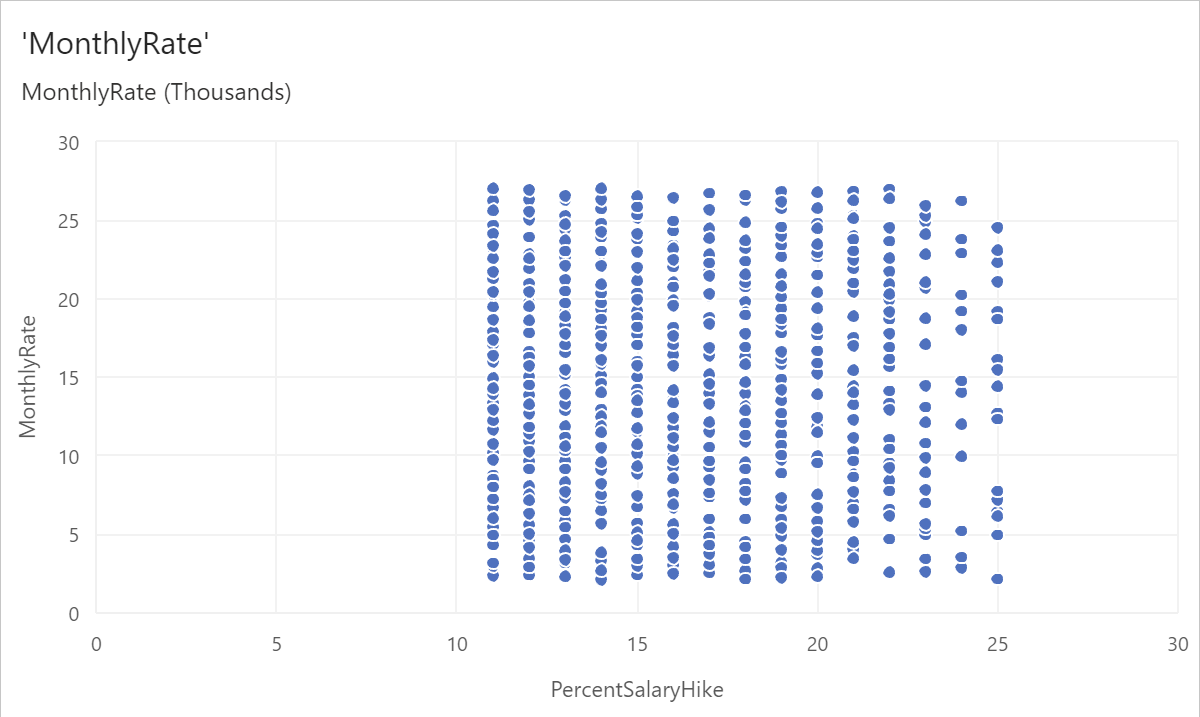 'MonthlyRate'
MonthlyRate (Thousands)
30
25
20
15
10
5
0
MonthlyRate
0 5 10 15 20 25 30
PercentSalaryHike